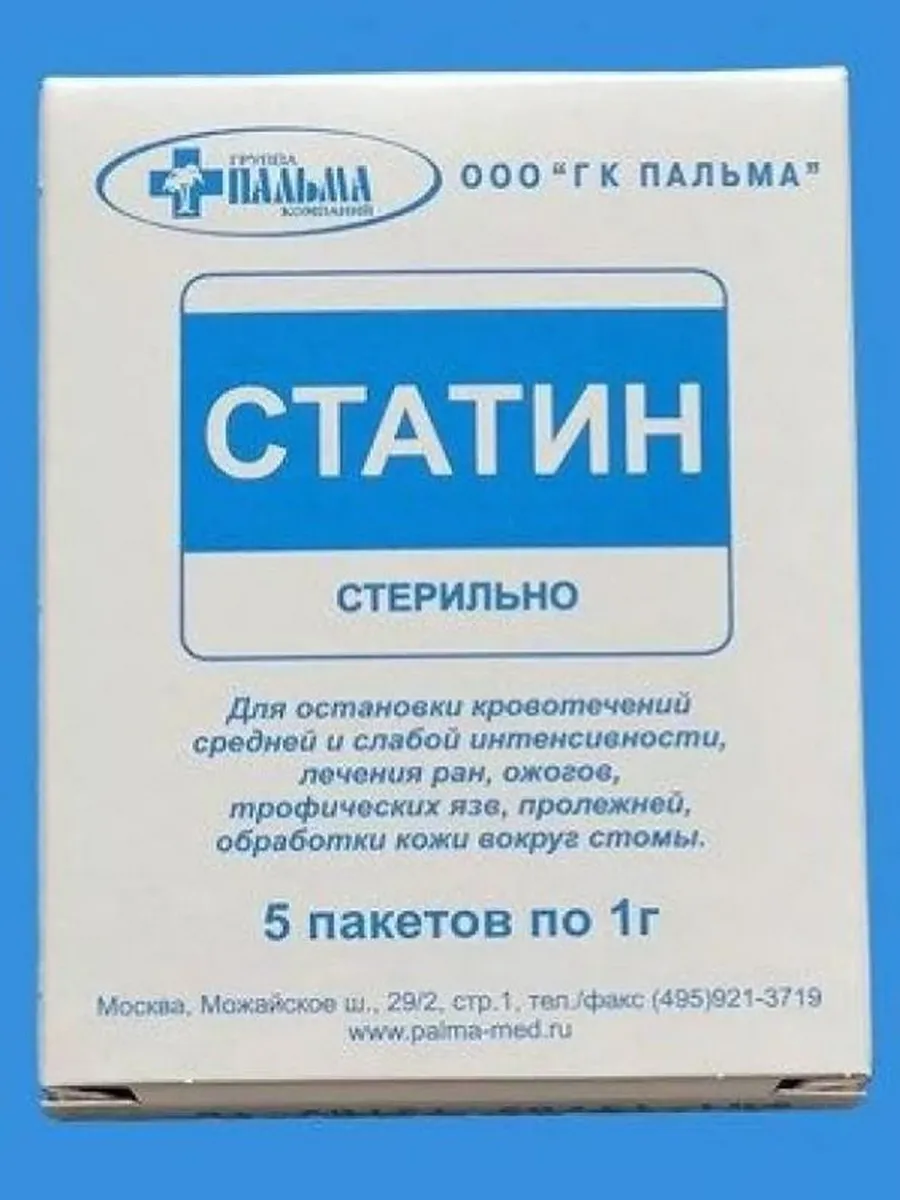 ГРУППА
ПАЛЬМА
КОМПАНИЙ
ООО "ГК ПАЛЬМА"
СТАТИН
СТЕРИЛЬНО
Для остановки кровотечений
средней и слабой интенсивности,
лечения ран, ожогов,
трофических язв, пролежней,
обработки кожи вокруг стомы.
5 пакетов по 1г
Москва, Можайское ш., 29/2, стр.1, тел./факс (495)921-3719
www.palma-med.ru